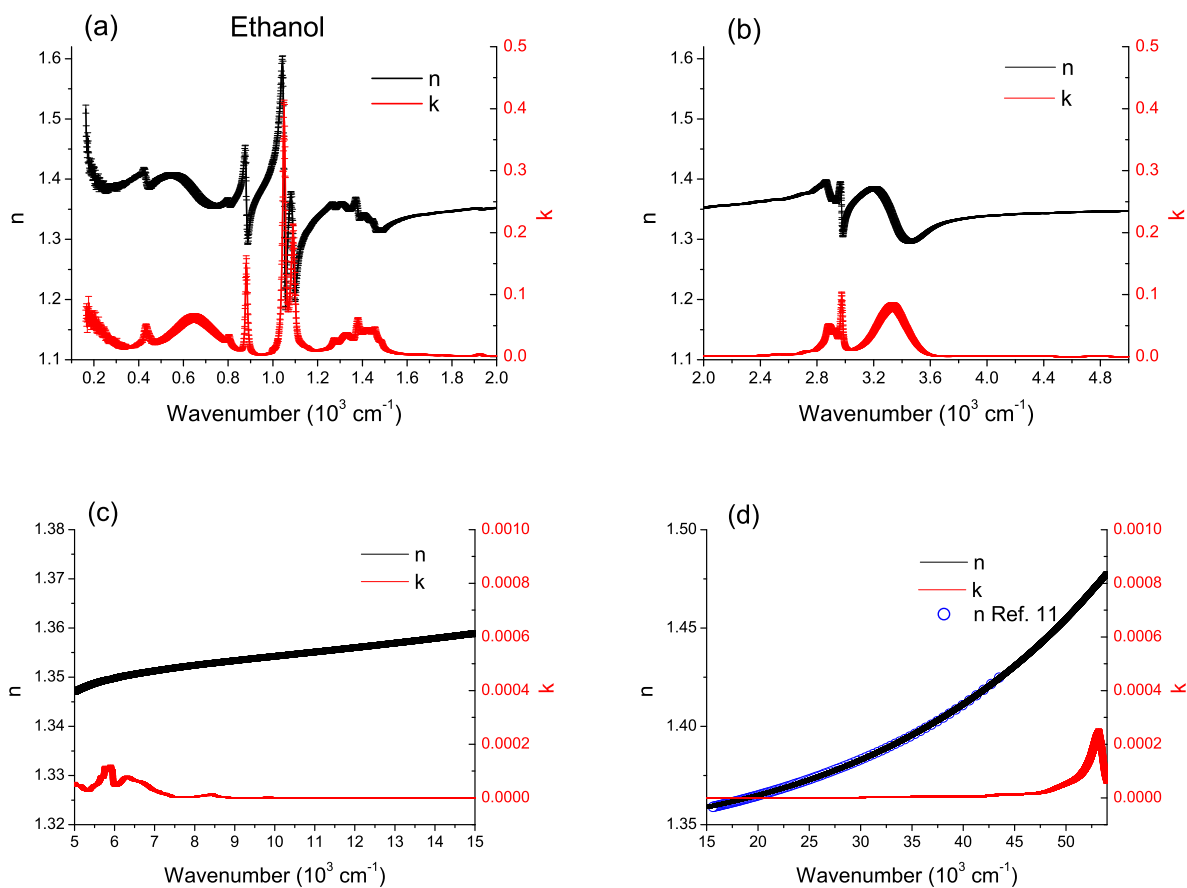 (a) Ethanol
1.6
1.5
1.4
1.3
1.2
1.1
n
n
k
0.5
0.4
0.3
0.2
0.1
0.0
k
0.2 0.4 0.6 0.8 1.0 1.2 1.4 1.6 1.8 2.0
Wavenumber (10³ cm⁻¹)
(b)
1.6
1.5
1.4
1.3
1.2
1.1
n
n
k
0.5
0.4
0.3
0.2
0.1
0.0
k
2.0 2.4 2.8 3.2 3.6 4.0 4.4 4.8
Wavenumber (10³ cm⁻¹)
(c)
1.38
1.37
1.36
1.35
1.34
1.33
1.32
n
n
k
0.0010
0.0008
0.0006
0.0004
0.0002
0.0000
k
5 6 7 8 9 10 11 12 13 14 15
Wavenumber (10³ cm⁻¹)
(d)
1.50
1.45
1.40
1.35
n
n
k
n Ref. 11
0.0010
0.0008
0.0006
0.0004
0.0002
0.0000
k
15 20 25 30 35 40 45 50
Wavenumber (10³ cm⁻¹)